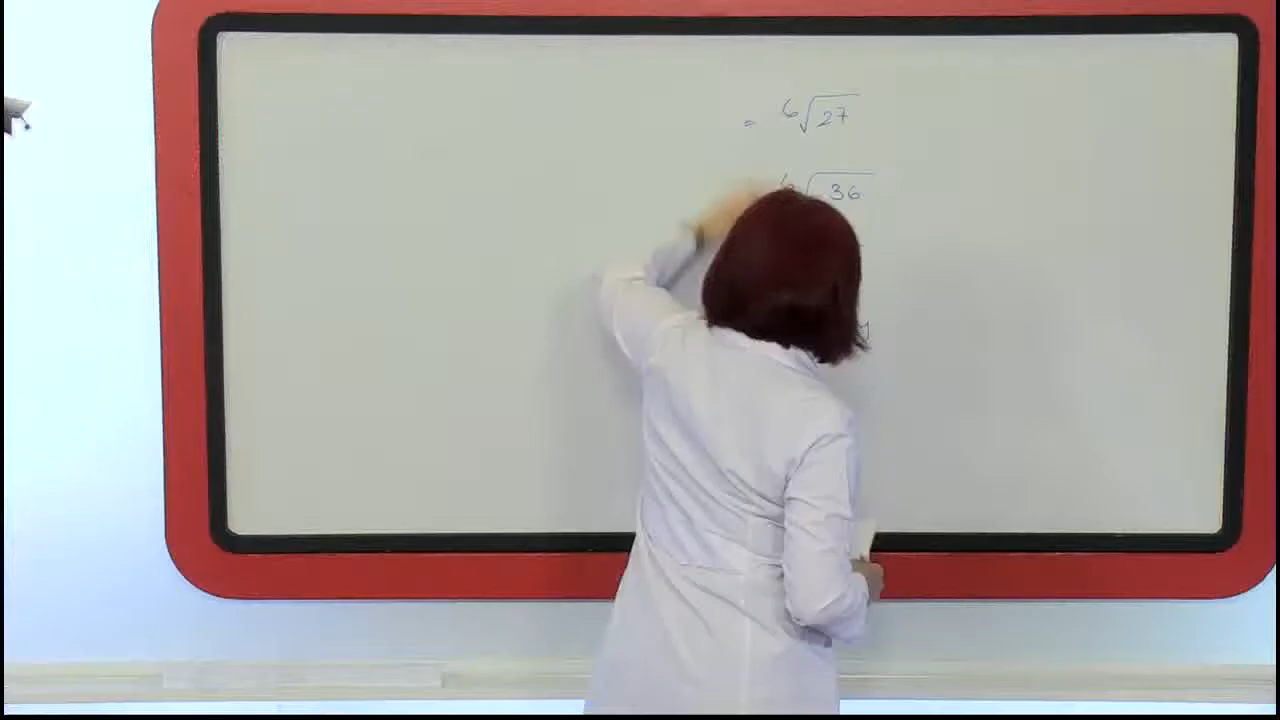 = ⁶√27
⁶√36